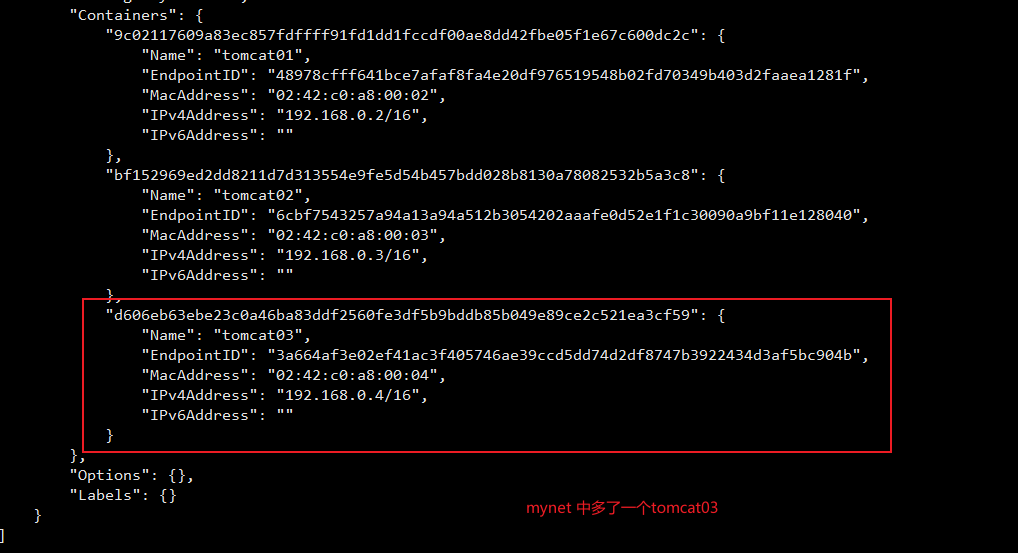 "Containers": {
"9c02117609a83ec857fdffff91fd1dd1fccdf00ae8dd42fbe05f1e67c600dc2c": {
"Name": "tomcat01",
"EndpointID": "48978cfff641bce7afaf8fa4e20df976519548b02fd70349b403d2faaea1281f",
"MacAddress": "02:42:c0:a8:00:02",
"IPv4Address": "192.168.0.2/16",
"IPv6Address": ""
},
"bf152969ed2dd8211d7d313554e9fe5d54b457bdd028b8130a78082532b5a3c8": {
"Name": "tomcat02",
"EndpointID": "6cbf7543257a94a13a94a512b3054202aaafe0d52e1f1c30090a9bf11e128040",
"MacAddress": "02:42:c0:a8:00:03",
"IPv4Address": "192.168.0.3/16",
"IPv6Address": ""
},
"d606eb63ebe23c0a46ba83ddf2560fe3df5b9bddb85b049e89ce2c521ea3cf59": {
"Name": "tomcat03",
"EndpointID": "3a664af3e02ef41ac3f405746ae39ccd5dd74d2df8747b3922434d3af5bc904b",
"MacAddress": "02:42:c0:a8:00:04",
"IPv4Address": "192.168.0.4/16",
"IPv6Address": ""
}
},
"Options": {},
"Labels": {}
}
]
mynet 中多了一个tomcat03